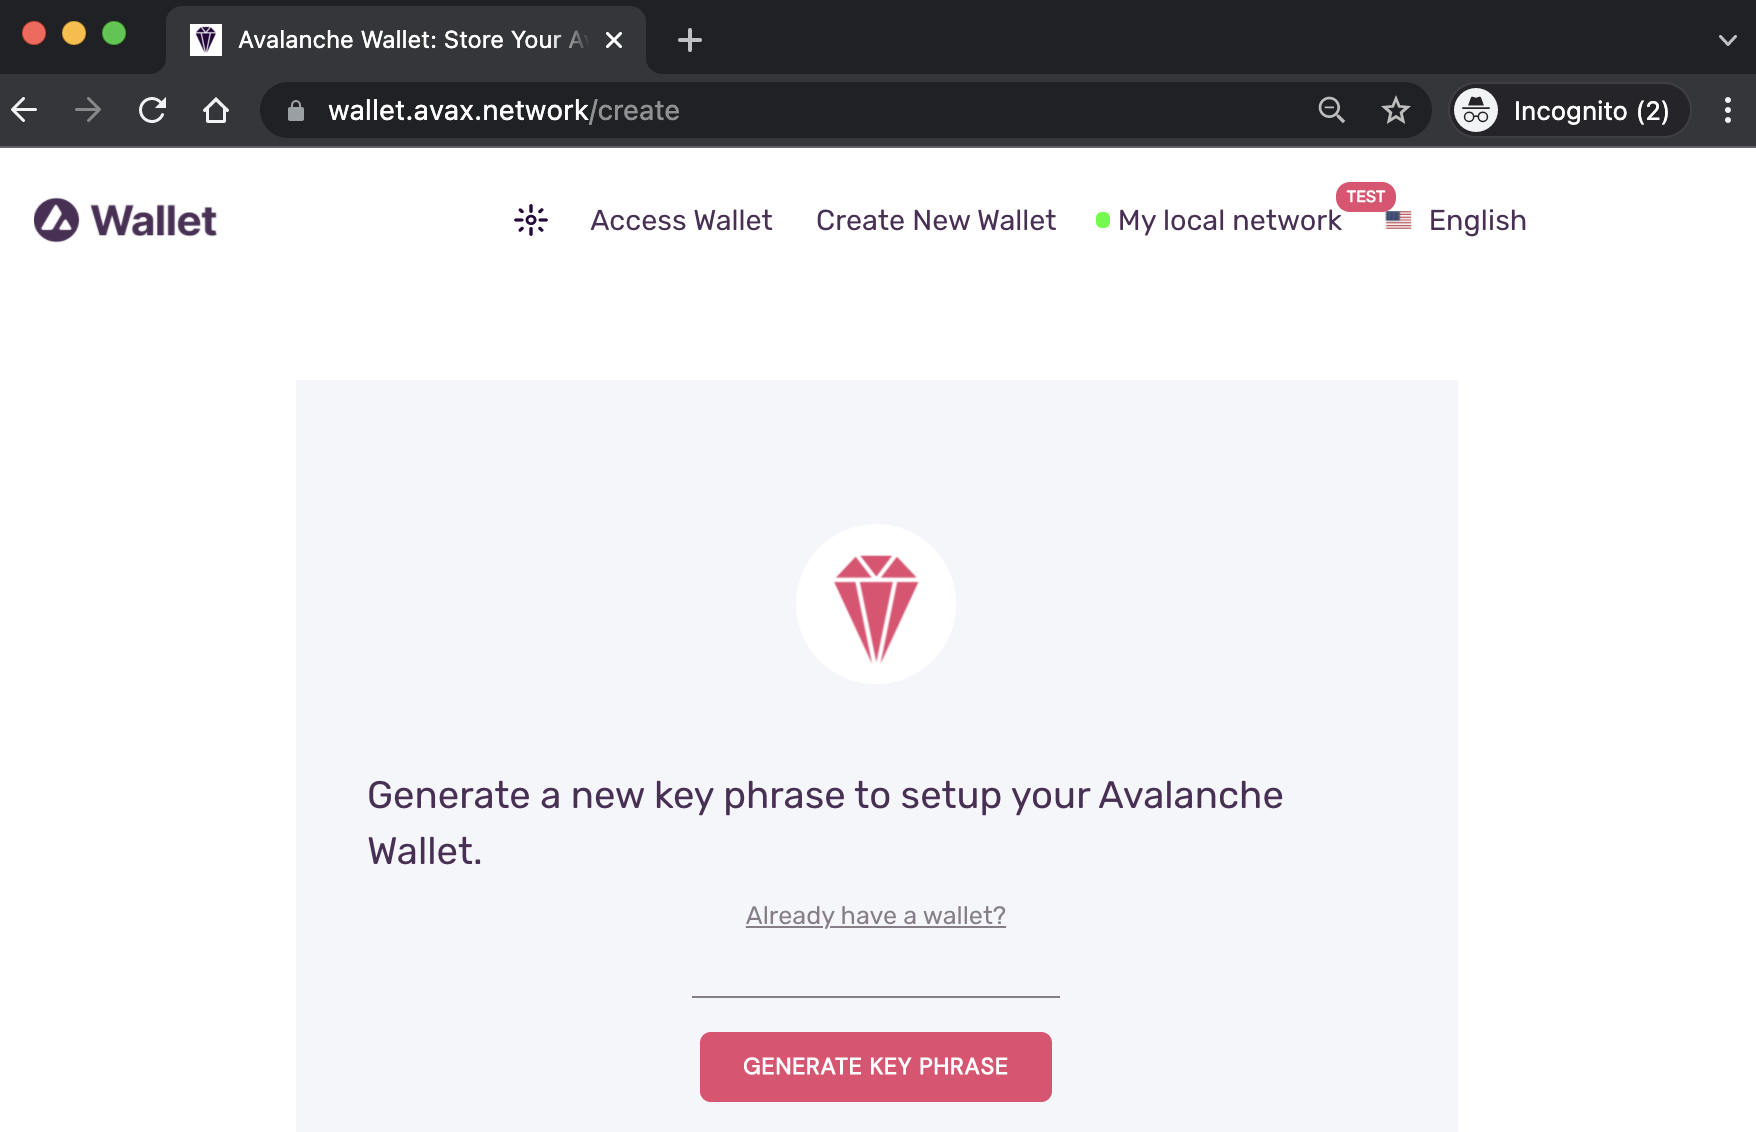 Avalanche Wallet: Store Your Av
wallet.avax.network/create
Incognito (2)
Wallet
Access Wallet
Create New Wallet
My local network
TEST
English
Generate a new key phrase to setup your Avalanche
Wallet.
Already have a wallet?
GENERATE KEY PHRASE